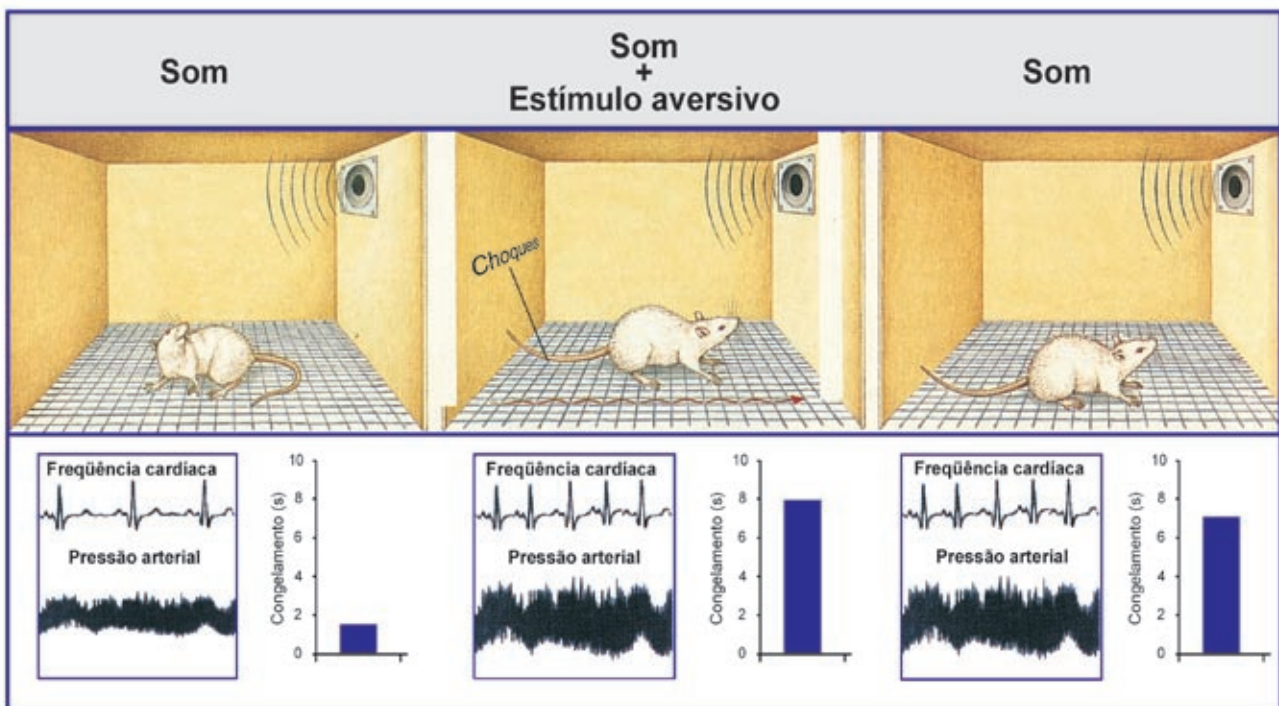 Som
Som
+
Estímulo aversivo
Som
Choques
Freqüência cardíaca
Pressão arterial
Congelamento (s)
10
8
6
4
2
0
Freqüência cardíaca
Pressão arterial
Congelamento (s)
10
8
6
4
2
0
Freqüência cardíaca
Pressão arterial
Congelamento (s)
10
8
6
4
2
0